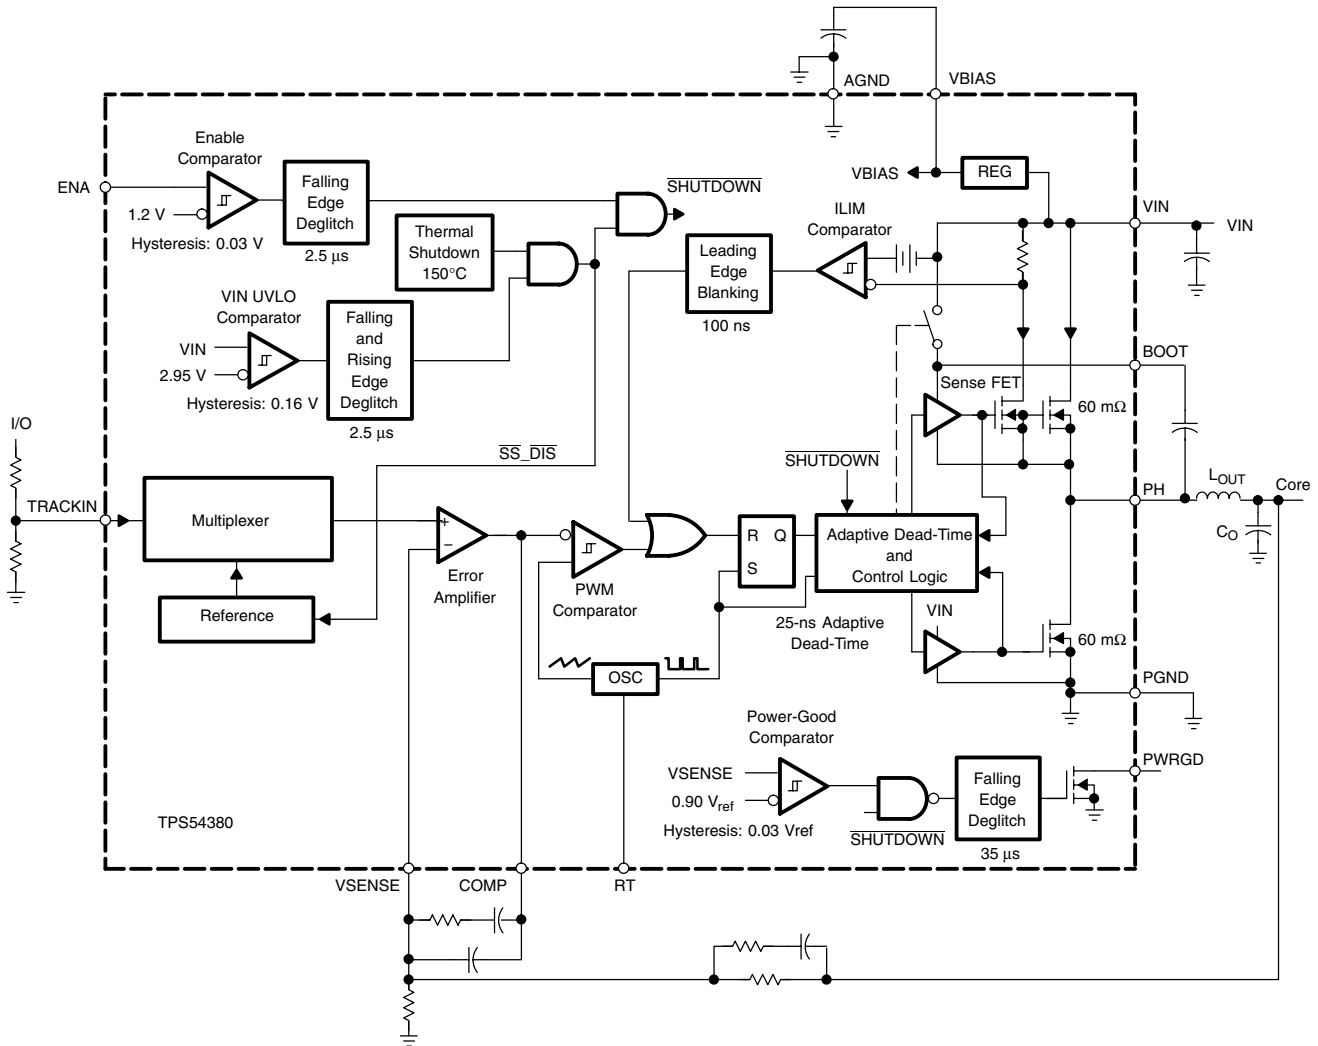 AGND
VBIAS
Enable
Comparator
ENA
1.2 V
Hysteresis: 0.03 V
Falling
Edge
Deglitch
2.5 μs
SHUTDOWN
VBIAS
REG
VIN
VIN
ILIM
Comparator
Thermal
Shutdown
150°C
Leading
Edge
Blanking
100 ns
VIN UVLO
Comparator
VIN
2.95 V
Hysteresis: 0.16 V
Falling
and
Rising
Edge
Deglitch
2.5 μs
BOOT
Sense FET
60 mΩ
I/O
SS_DIS
SHUTDOWN
TRACKIN
Multiplexer
Reference
+
−
Error
Amplifier
PWM
Comparator
R Q
S
Adaptive Dead-Time
and
Control Logic
25-ns Adaptive
Dead-Time
PH
LOUT
Core
CO
VIN
60 mΩ
OSC
PGND
Power-Good
Comparator
VSENSE
0.90 Vref
Hysteresis: 0.03 Vref
SHUTDOWN
Falling
Edge
Deglitch
35 μs
PWRGD
TPS54380
VSENSE
COMP
RT